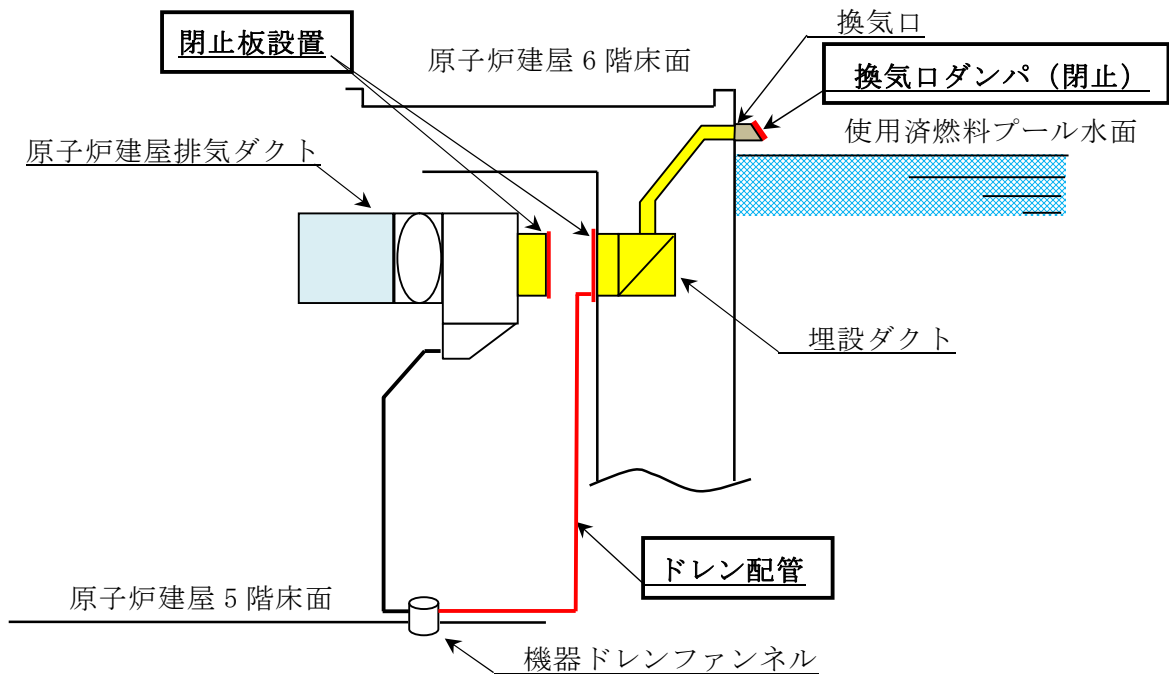 換気口
閉止板設置
原子炉建屋6階床面
換気口ダンパ（閉止）
使用済燃料プール水面
原子炉建屋排気ダクト
埋設ダクト
ドレン配管
原子炉建屋5階床面
機器ドレンファンネル